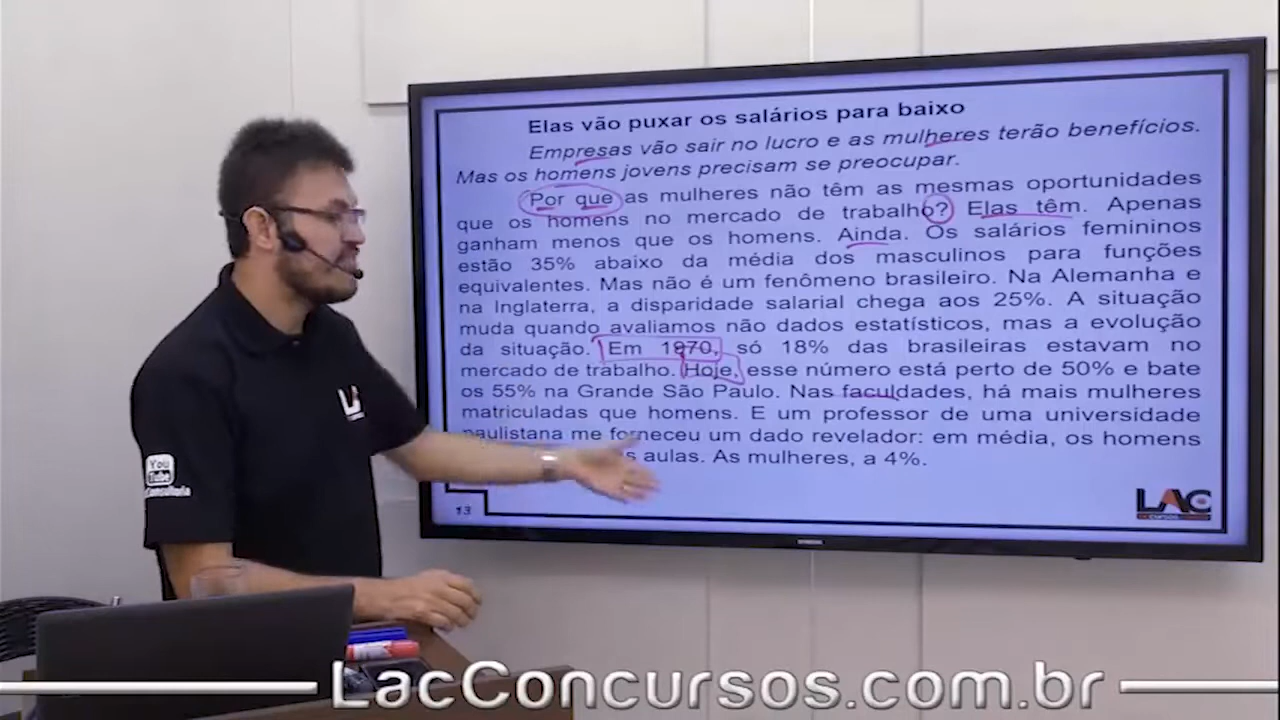 Elas vão puxar os salários para baixo
Empresas vão sair no lucro e as mulheres terão benefícios.
Mas os homens jovens precisam se preocupar.
Por que as mulheres não têm as mesmas oportunidades
que os homens no mercado de trabalho? Elas têm. Apenas
ganham menos que os homens. Ainda. Os salários femininos
estão 35% abaixo da média dos masculinos para funções
equivalentes. Mas não é um fenômeno brasileiro. Na Alemanha e
na Inglaterra, a disparidade salarial chega aos 25%. A situação
muda quando avaliamos não dados estatísticos, mas a evolução
da situação. Em 1970, só 18% das brasileiras estavam no
mercado de trabalho. Hoje, esse número está perto de 50% e bate
os 55% na Grande São Paulo. Nas faculdades, há mais mulheres
matriculadas que homens. E um professor de uma universidade
paulistana me forneceu um dado revelador: em média, os homens
aulas. As mulheres, a 4%.
13
LAC
CONCURSOS
LAC
You
Tube
LacConcursos.com.br